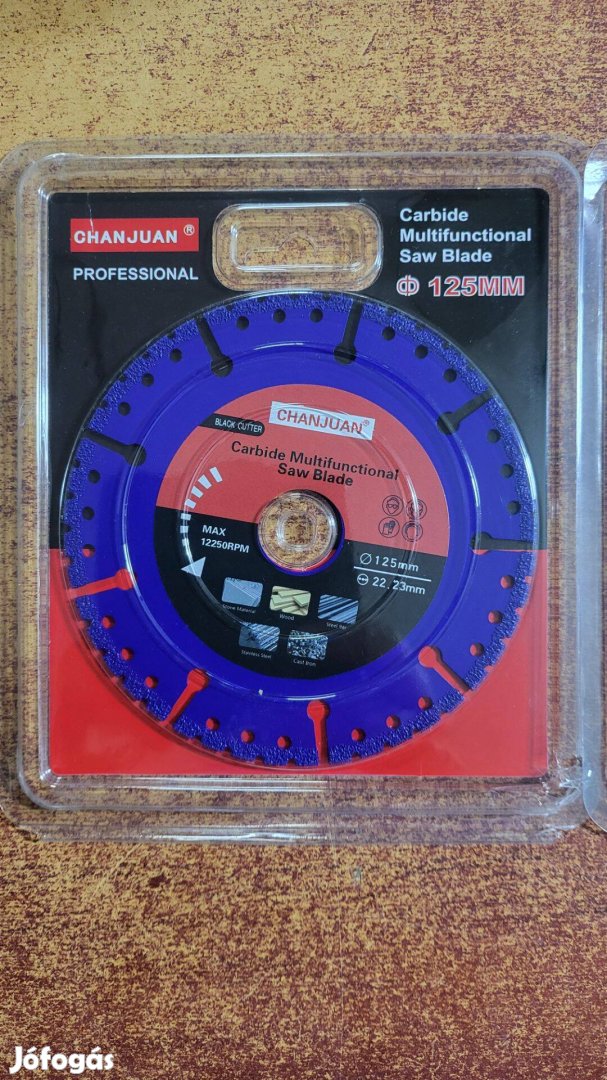 CHANJUAN ®
PROFESSIONAL
Carbide
Multifunctional
Saw Blade
Φ 125MM
BLACK CUTTER
CHANJUAN®
Carbide Multifunctional
Saw Blade
MAX
12250RPM
Ø 125mm
22,23mm
Stone Material
Wood
Steel Bar
Stainless Steel
Cast Iron
Jófogás